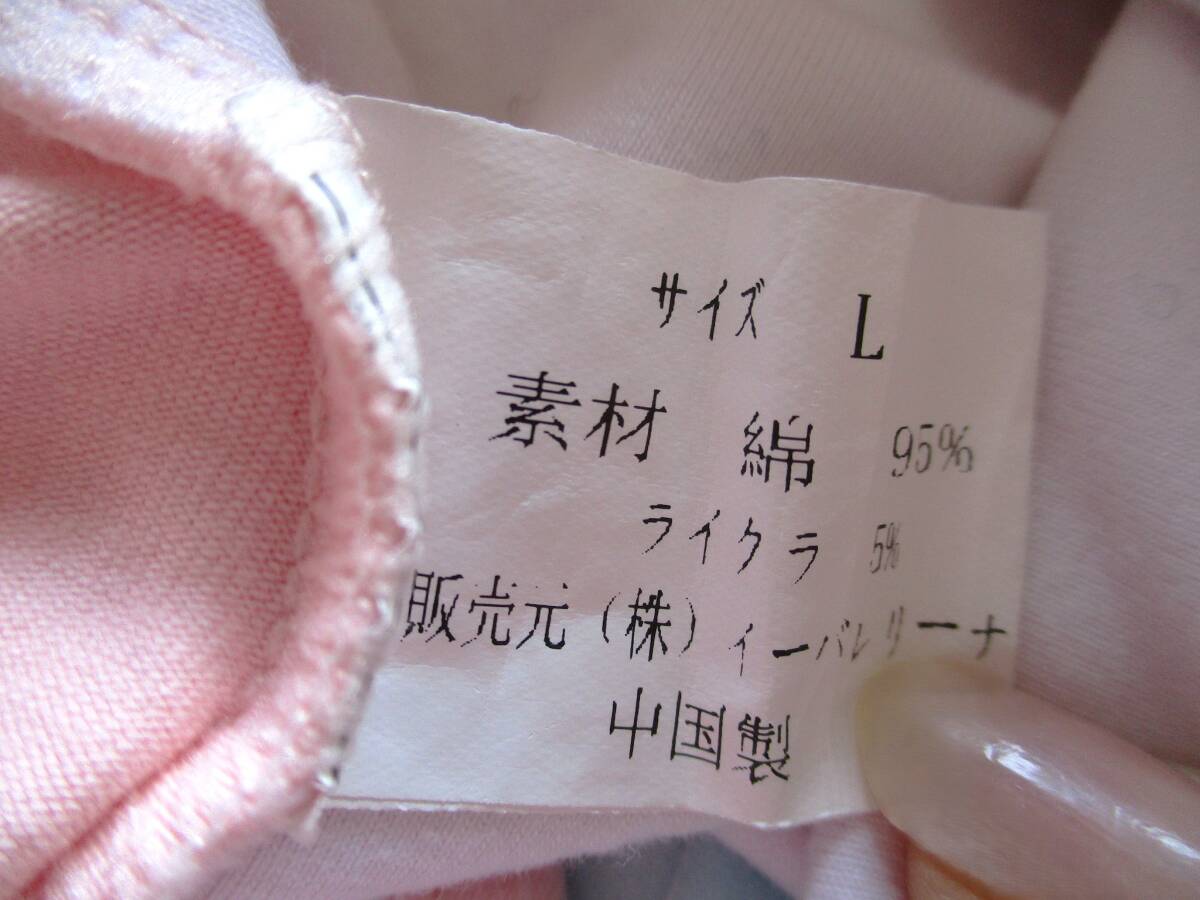 サイズ L
素材 綿 95%
ライクラ 5%
販売元(株)イーバレリーナ
中国製